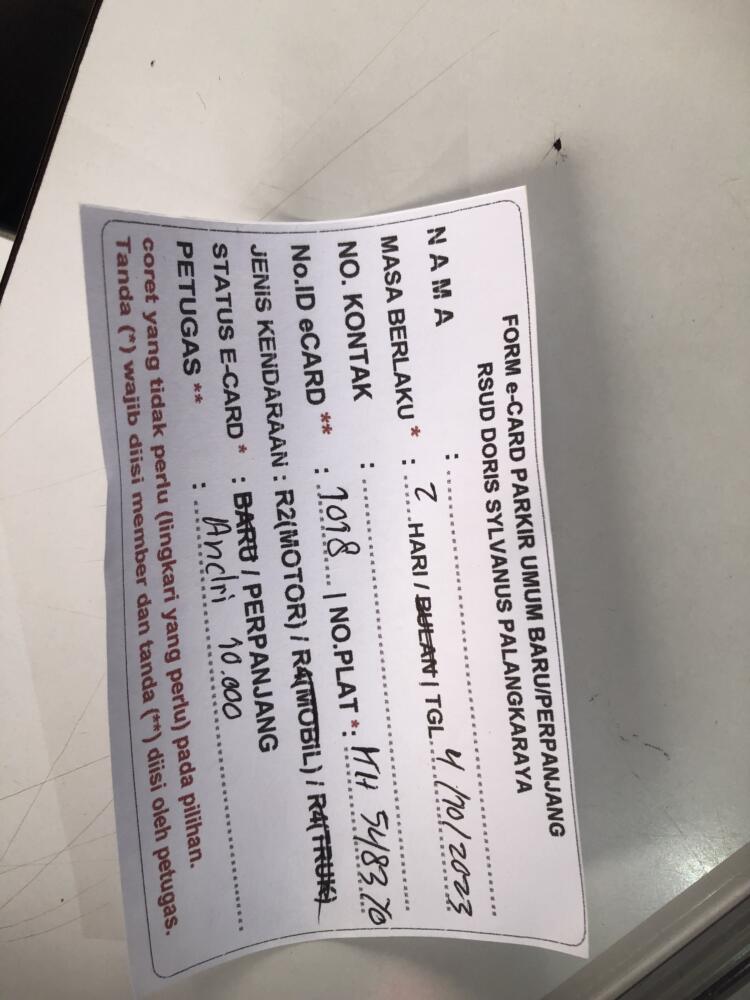 FORM e-CARD PARKIR UMUM BARU/PERPANJANG
RSUD DORIS SYLVANUS PALANGKARAYA
N A M A :
MASA BERLAKU * : 2 HARI / BULAN | TGL 4/10/2023
NO. KONTAK :
No.ID eCARD ** : 1098 | NO.PLAT *: KH 5483
JENiS KENDARAAN : R2(MOTOR) / R4(MOBiL) / R4(TRUK)
STATUS E-CARD * : BARU / PERPANJANG
PETUGAS ** : Andri 10.000
coret yang tidak perlu (lingkari yang perlu) pada pilihan.
Tanda (*) wajib diisi member dan tanda (**) diisi oleh petugas.